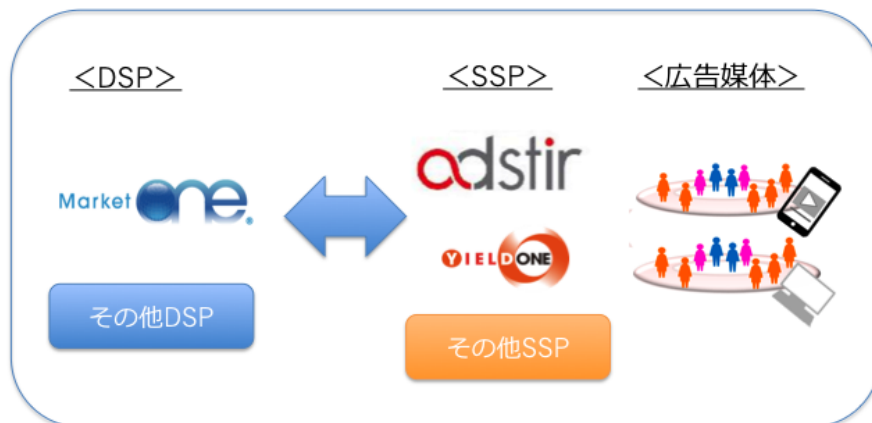 <DSP>
Market One®
その他DSP
<SSP>
adstir
YIELD ONE
その他SSP
<広告媒体>